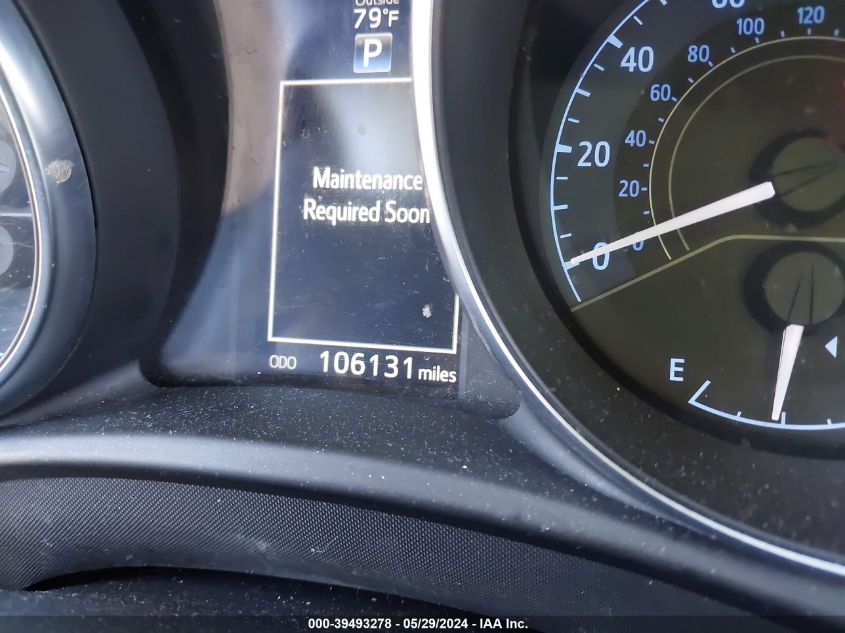 Outside
79°F
P
Maintenance
Required Soon
ODO 106131 miles
0 20 40
0 20 40 60 80 100 120
E
000-39493278 - 05/29/2024 - IAA Inc.